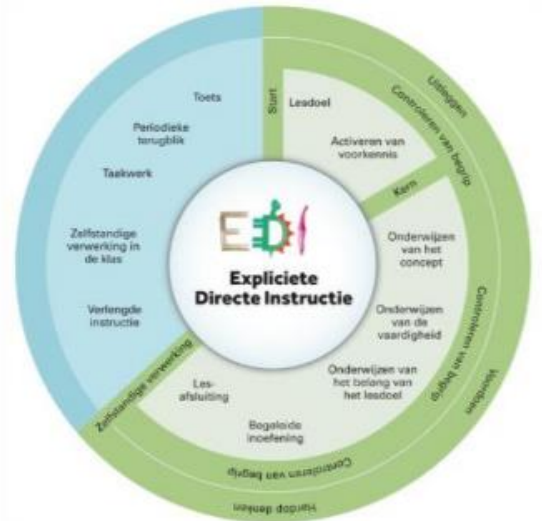 Toets
Periodieke
terugblik
Taakwerk
Zelfstandige
verwerking in
de klas
Verlengde
instructie
Start
Lesdoel
Activeren van
voorkennis
Kern
Onderwijzen
van het
concept
Onderwijzen
van de
vaardigheid
Onderwijzen van
het belang van
het lesdoel
Begeleide
inoefening
Les-
afsluiting
Zelfstandige verwerking
EDI
Expliciete
Directe Instructie
Controleren van begrip
Controleren van begrip
Controleren van begrip
Uitleggen
Voordoen
Hardop denken